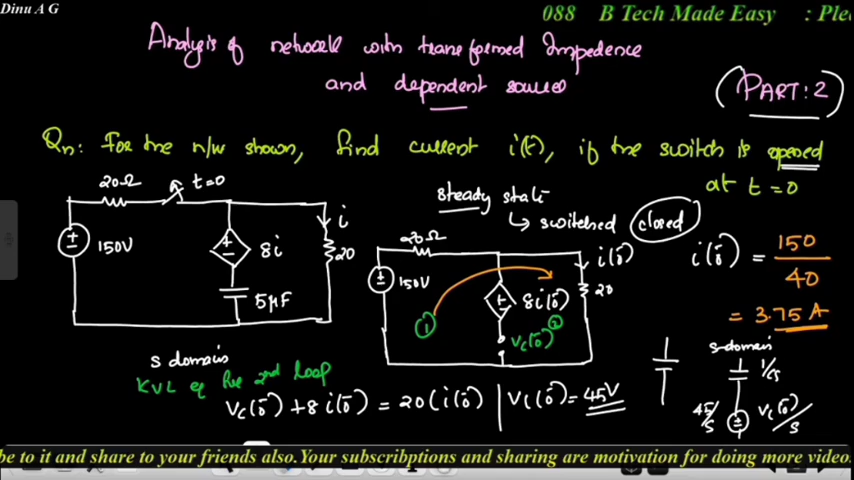 Dinu A G
088 B Tech Made Easy : Ple
Analysis of network with transformed Impedence
and dependent source
(PART:2)
Qn: For the n/w shown, find current i(t), if the switch is opened
at t=0
20Ω t=0
150V
8i
5μF
i
20
steady state
↳ switched closed
20Ω
150V
8i(0⁻)
Vc(0⁻)
i(0⁻)
20
①
②
i(0⁻) = 150/40
= 3.75 A
s domain
KVL eq for 2nd loop
Vc(0⁻) + 8i(0⁻) = 20(i(0⁻) | Vc(0⁻) = 45V
s-domain
1/cs
45/s
Vc(0⁻)/s
be to it and share to your friends also.Your subscribptions and sharing are motivation for doing more video